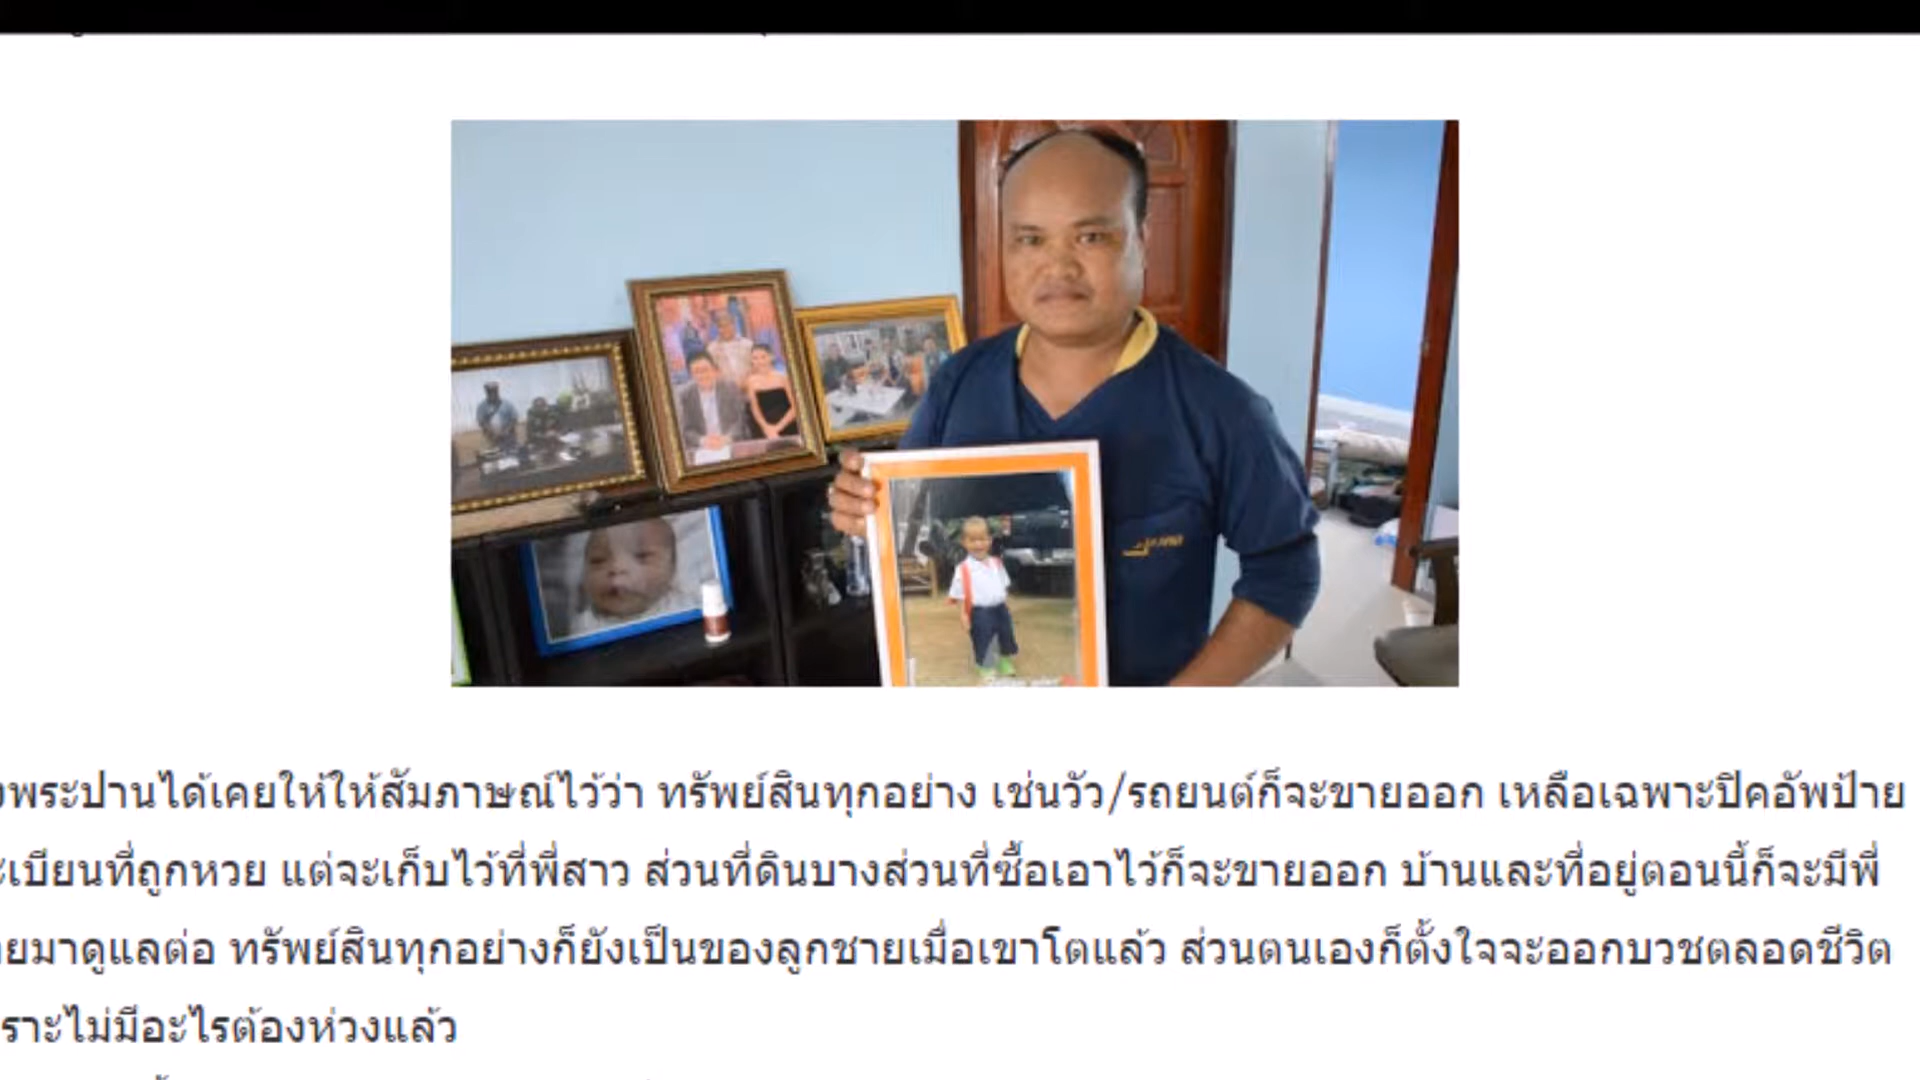 พระปานได้เคยให้ให้สัมภาษณ์ไว้ว่า ทรัพย์สินทุกอย่าง เช่นวัว/รถยนต์ก็จะขายออก เหลือเฉพาะปิคอัพป้าย
ะเบียนที่ถูกหวย แต่จะเก็บไว้ที่พี่สาว ส่วนที่ดินบางส่วนที่ซื้อเอาไว้ก็จะขายออก บ้านและที่อยู่ตอนนี้ก็จะมีพี่
ายมาดูแลต่อ ทรัพย์สินทุกอย่างก็ยังเป็นของลูกชายเมื่อเขาโตแล้ว ส่วนตนเองก็ตั้งใจจะออกบวชตลอดชีวิต
ราะไม่มีอะไรต้องห่วงแล้ว